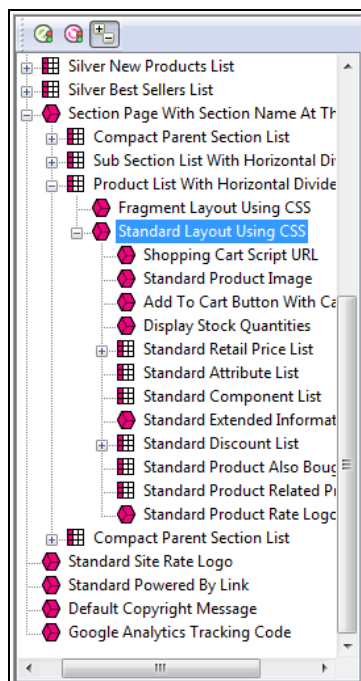 Silver New Products List
Silver Best Sellers List
Section Page With Section Name At Th
Compact Parent Section List
Sub Section List With Horizontal Di
Product List With Horizontal Divide
Fragment Layout Using CSS
Standard Layout Using CSS
Shopping Cart Script URL
Standard Product Image
Add To Cart Button With Ca
Display Stock Quantities
Standard Retail Price List
Standard Attribute List
Standard Component List
Standard Extended Informat
Standard Discount List
Standard Product Also Boug
Standard Product Related Pr
Standard Product Rate Logo
Compact Parent Section List
Standard Site Rate Logo
Standard Powered By Link
Default Copyright Message
Google Analytics Tracking Code